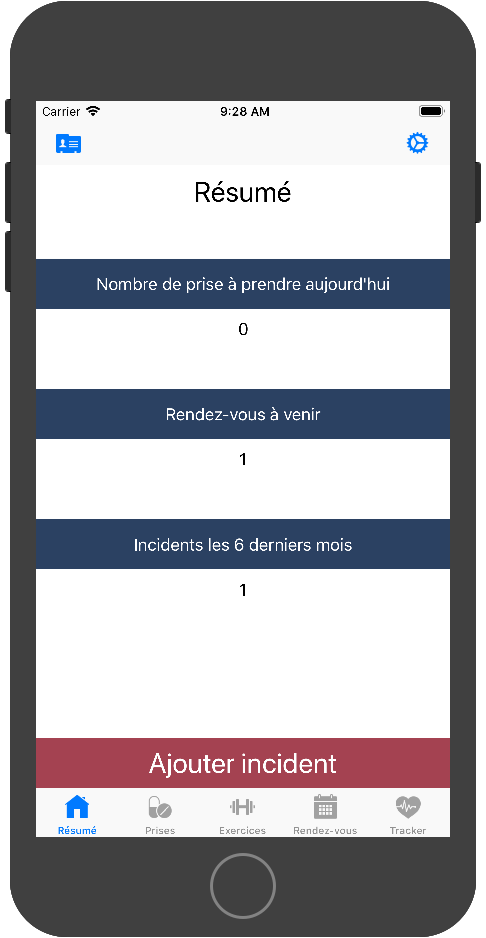 Carrier 9:28 AM
Résumé
Nombre de prise à prendre aujourd'hui
0
Rendez-vous à venir
1
Incidents les 6 derniers mois
1
Ajouter incident
Résumé Prises Exercices Rendez-vous Tracker